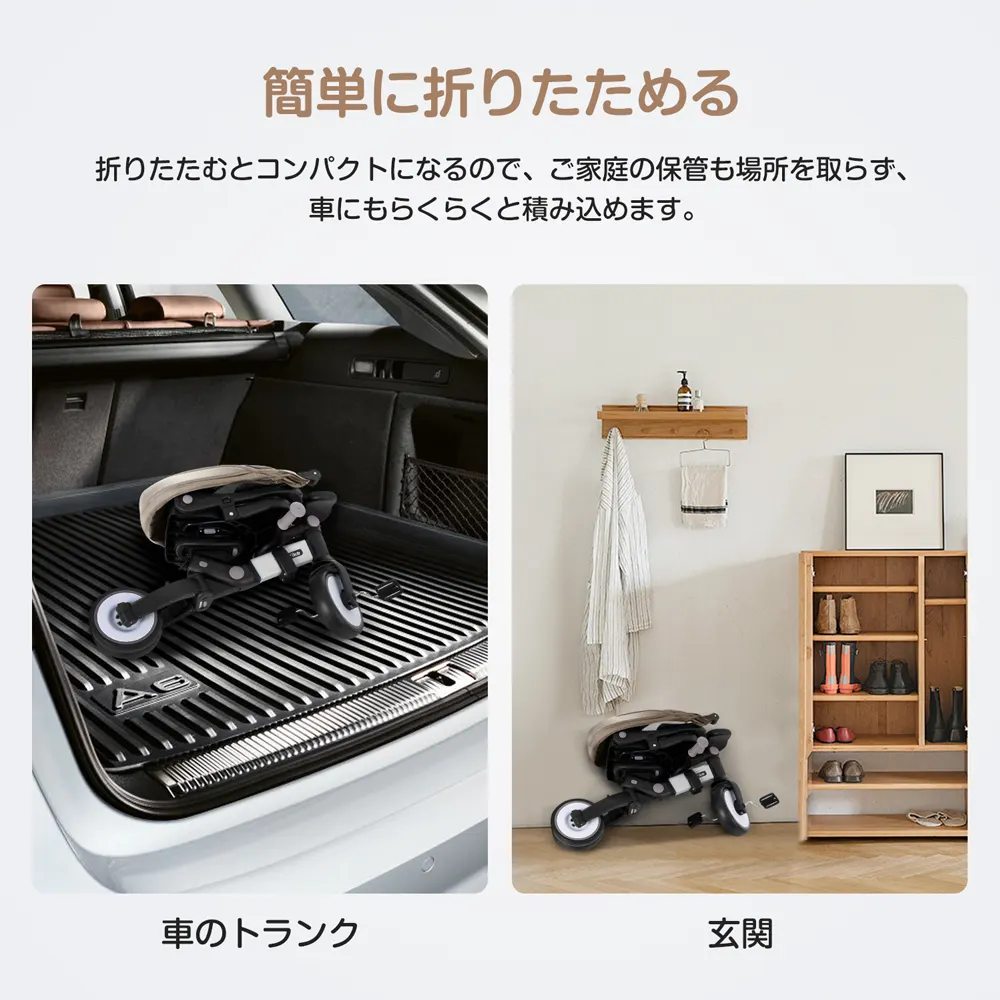 簡単に折りたためる
折りたたむとコンパクトになるので、ご家庭の保管も場所を取らず、
車にもらくらくと積み込めます。
A6
車のトランク
玄関